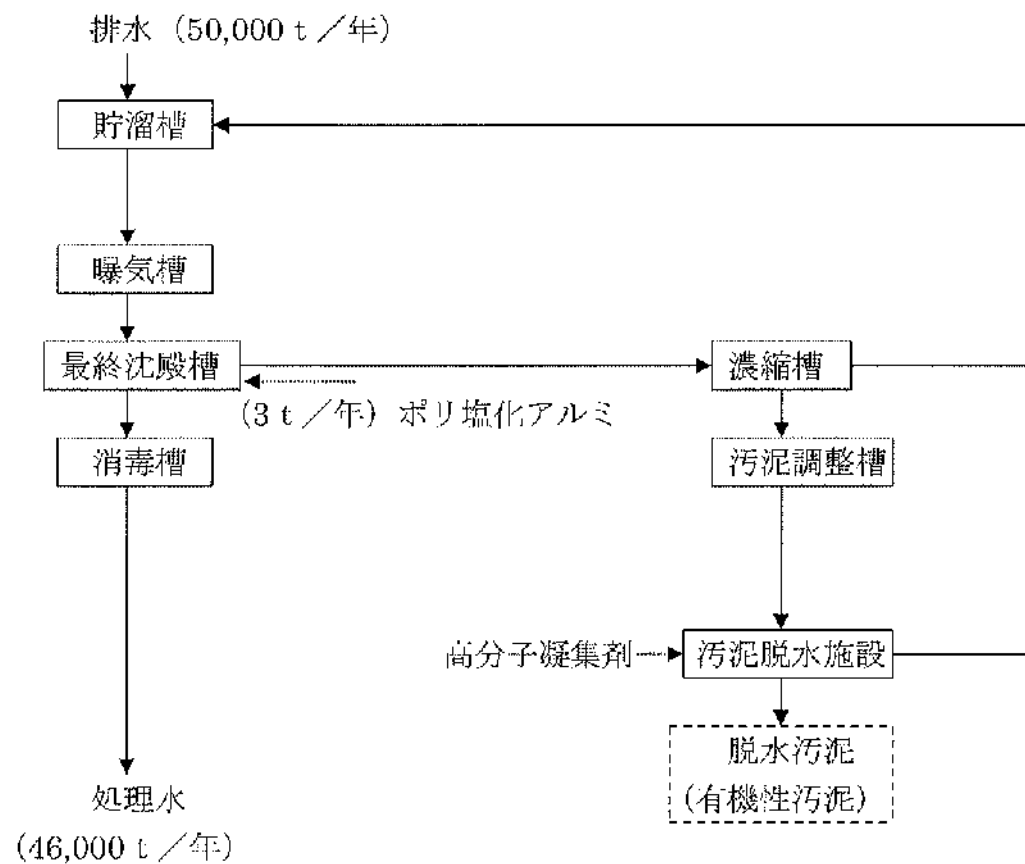 排水 (50,000 t／年)
貯溜槽
曝気槽
最終沈殿槽
濃縮槽
(3 t／年) ポリ塩化アルミ
消毒槽
汚泥調整槽
高分子凝集剤
汚泥脱水施設
脱水汚泥
(有機性汚泥)
処理水
(46,000 t／年)